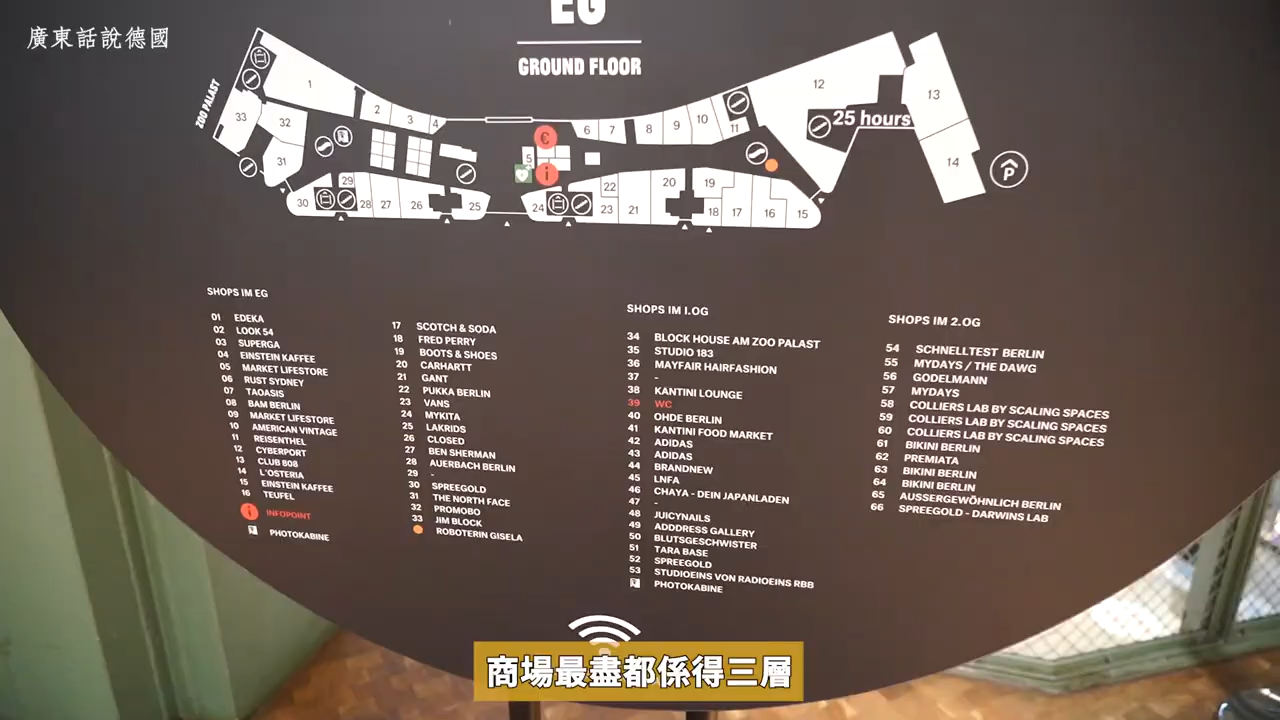 廣東話說德國
EG
GROUND FLOOR
ZOO PALAST
1
2
3
4
5
6
7
8
9
10
11
12
13
14
25 hours
33
32
31
30
29
28
27
26
25
24
23
22
21
20
19
18
17
16
15
SHOPS IM EG
01 EDEKA
02 LOOK 54
03 SUPERGA
04 EINSTEIN KAFFEE
05 MARKET LIFESTORE
06 RUST SYDNEY
07 TAOASIS
08 BAM BERLIN
09 MARKET LIFESTORE
10 AMERICAN VINTAGE
11 REISENTHEL
12 CYBERPORT
13 CLUB 808
14 L'OSTERIA
15 EINSTEIN KAFFEE
16 TEUFEL
i INFOPOINT
PHOTOKABINE
17 SCOTCH & SODA
18 FRED PERRY
19 BOOTS & SHOES
20 CARHARTT
21 GANT
22 PUKKA BERLIN
23 VANS
24 MYKITA
25 LAKRIDS
26 CLOSED
27 BEN SHERMAN
28 AUERBACH BERLIN
29 -
30 SPREEGOLD
31 THE NORTH FACE
32 PROMOBO
33 JIM BLOCK
ROBOTERIN GISELA
SHOPS IM 1.OG
34 BLOCK HOUSE AM ZOO PALAST
35 STUDIO 183
36 MAYFAIR HAIRFASHION
37 -
38 KANTINI LOUNGE
39 WC
40 OHDE BERLIN
41 KANTINI FOOD MARKET
42 ADIDAS
43 ADIDAS
44 BRANDNEW
45 LNFA
46 CHAYA - DEIN JAPANLADEN
47 -
48 JUICYNAILS
49 ADDDRESS GALLERY
50 BLUTSGESCHWISTER
51 TARA BASE
52 SPREEGOLD
53 STUDIOEINS VON RADIOEINS RBB
PHOTOKABINE
SHOPS IM 2.OG
54 SCHNELLTEST BERLIN
55 MYDAYS / THE DAWG
56 GODELMANN
57 MYDAYS
58 COLLIERS LAB BY SCALING SPACES
59 COLLIERS LAB BY SCALING SPACES
60 COLLIERS LAB BY SCALING SPACES
61 BIKINI BERLIN
62 PREMIATA
63 BIKINI BERLIN
64 BIKINI BERLIN
65 AUSSERGEWÖHNLICH BERLIN
66 SPREEGOLD - DARWINS LAB
商場最盡都係得三層